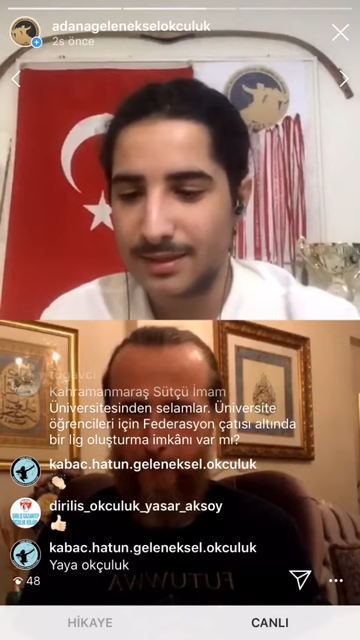 adanagelenekselokculuk
2s önce
tugavci
Kahramanmaraş Sütçü İmam
Üniversitesinden selamlar. Üniversite
öğrencileri için Federasyon çatısı altında
bir lig oluşturma imkânı var mı?
kabac.hatun.geleneksel.okculuk
dirilis_okculuk_yasar_aksoy
kabac.hatun.geleneksel.okculuk
Yaya okçuluk
48
HİKAYE
CANLI